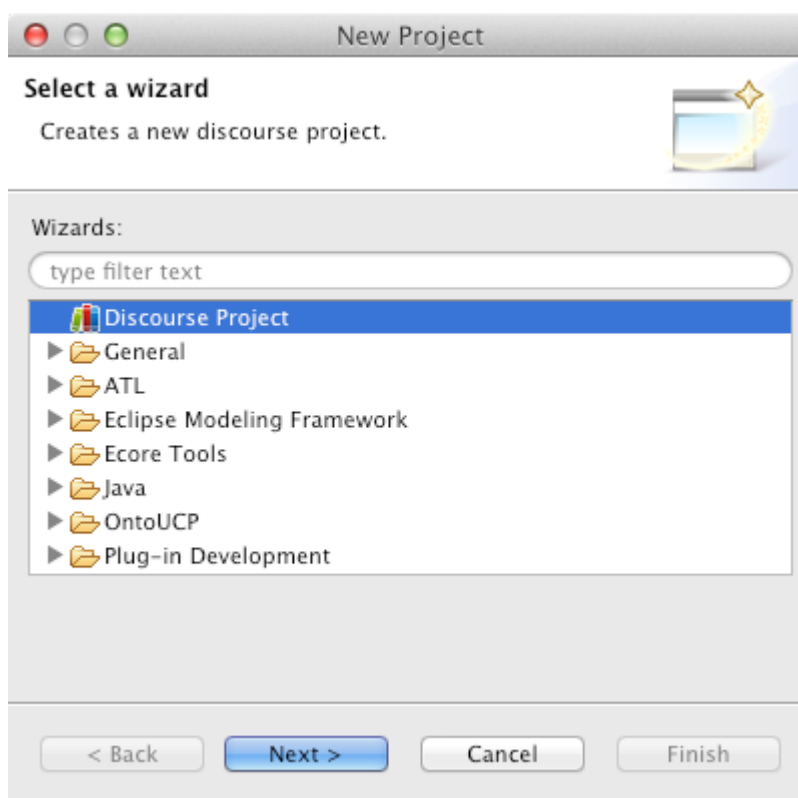 New Project
Select a wizard
Creates a new discourse project.
Wizards:
type filter text
Discourse Project
General
ATL
Eclipse Modeling Framework
Ecore Tools
Java
OntoUCP
Plug-in Development
< Back Next > Cancel Finish